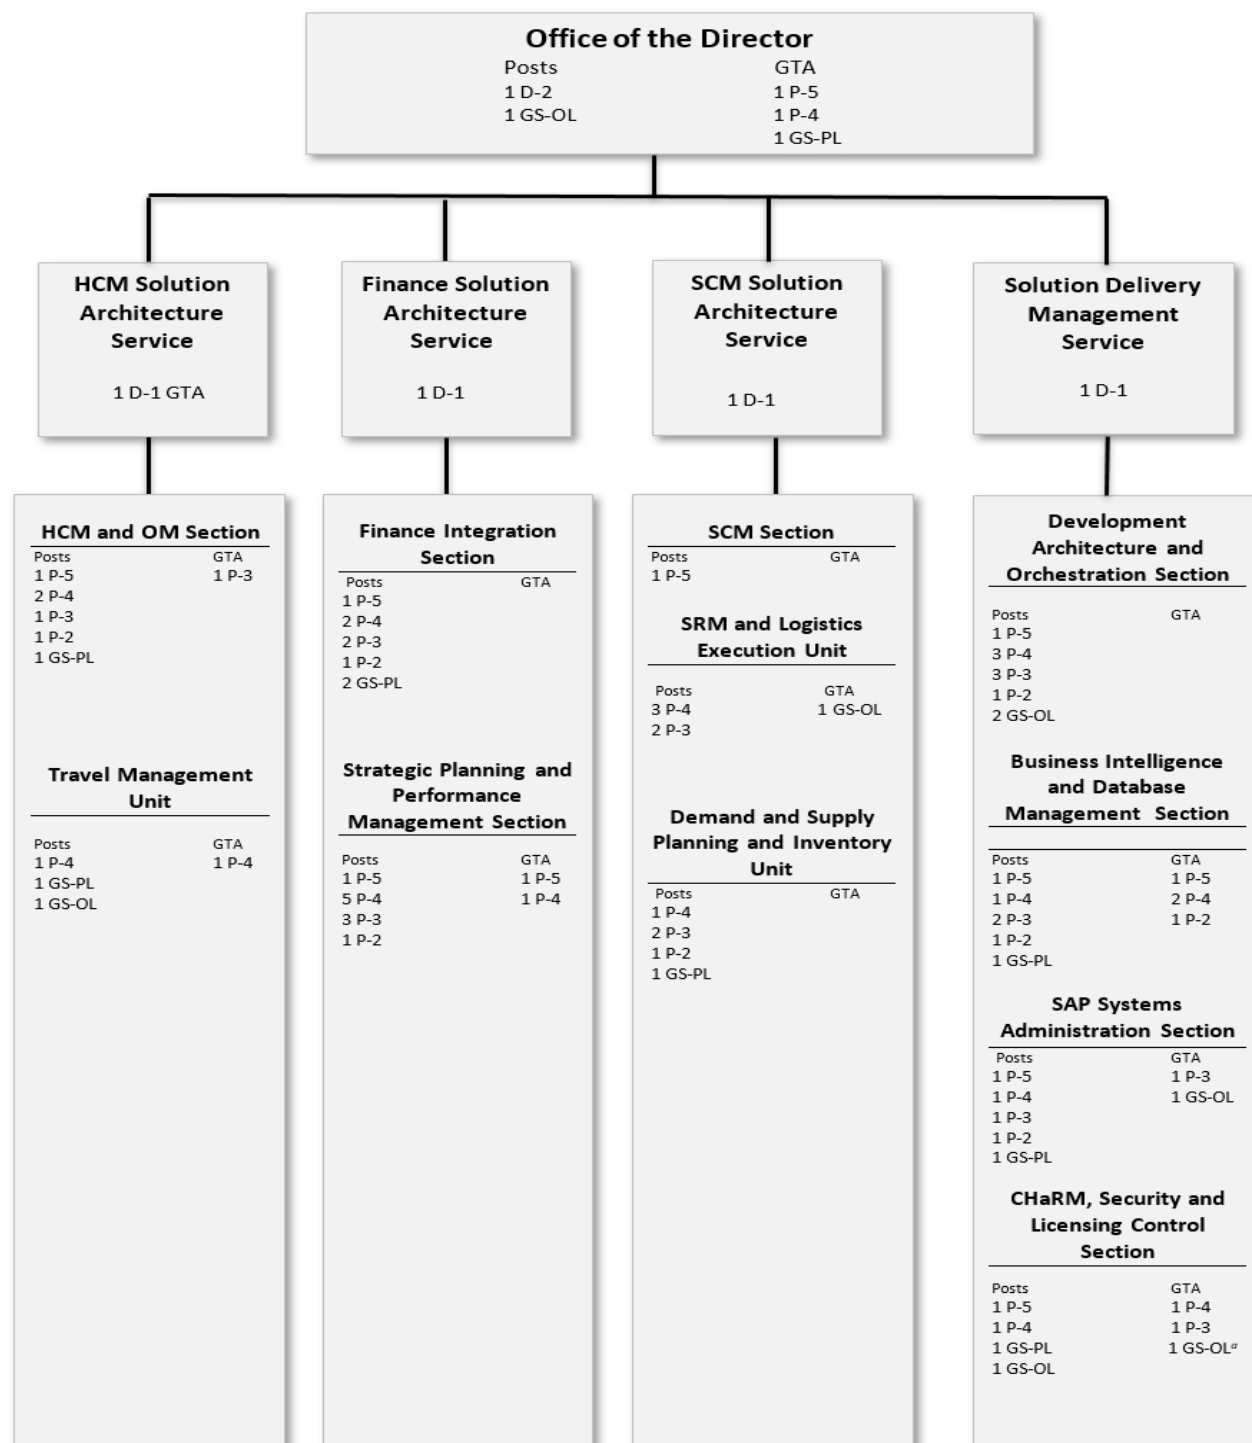 Office of the Director
Posts GTA
1 D-2 1 P-5
1 GS-OL 1 P-4
1 GS-PL
HCM Solution
Architecture
Service
1 D-1 GTA
Finance Solution
Architecture
Service
1 D-1
SCM Solution
Architecture
Service
1 D-1
Solution Delivery
Management
Service
1 D-1
HCM and OM Section
Posts GTA
1 P-5 1 P-3
2 P-4
1 P-3
1 P-2
1 GS-PL
Travel Management
Unit
Posts GTA
1 P-4 1 P-4
1 GS-PL
1 GS-OL
Finance Integration
Section
Posts GTA
1 P-5
2 P-4
2 P-3
1 P-2
2 GS-PL
Strategic Planning and
Performance
Management Section
Posts GTA
1 P-5 1 P-5
5 P-4 1 P-4
3 P-3
1 P-2
SCM Section
Posts GTA
1 P-5
SRM and Logistics
Execution Unit
Posts GTA
3 P-4 1 GS-OL
2 P-3
Demand and Supply
Planning and Inventory
Unit
Posts GTA
1 P-4
2 P-3
1 P-2
1 GS-PL
Development
Architecture and
Orchestration Section
Posts GTA
1 P-5
3 P-4
3 P-3
1 P-2
2 GS-OL
Business Intelligence
and Database
Management Section
Posts GTA
1 P-5 1 P-5
1 P-4 2 P-4
2 P-3 1 P-2
1 P-2
1 GS-PL
SAP Systems
Administration Section
Posts GTA
1 P-5 1 P-3
1 P-4 1 GS-OL
1 P-3
1 P-2
1 GS-PL
CHaRM, Security and
Licensing Control
Section
Posts GTA
1 P-5 1 P-4
1 P-4 1 P-3
1 GS-PL 1 GS-OLᵃ
1 GS-OL